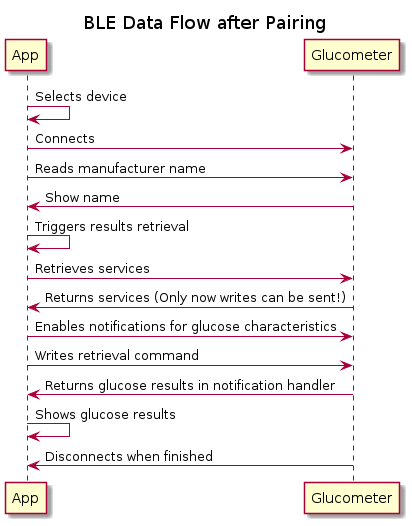 BLE Data Flow after Pairing
App
Glucometer
Selects device
Connects
Reads manufacturer name
Show name
Triggers results retrieval
Retrieves services
Returns services (Only now writes can be sent!)
Enables notifications for glucose characteristics
Writes retrieval command
Returns glucose results in notification handler
Shows glucose results
Disconnects when finished
App
Glucometer